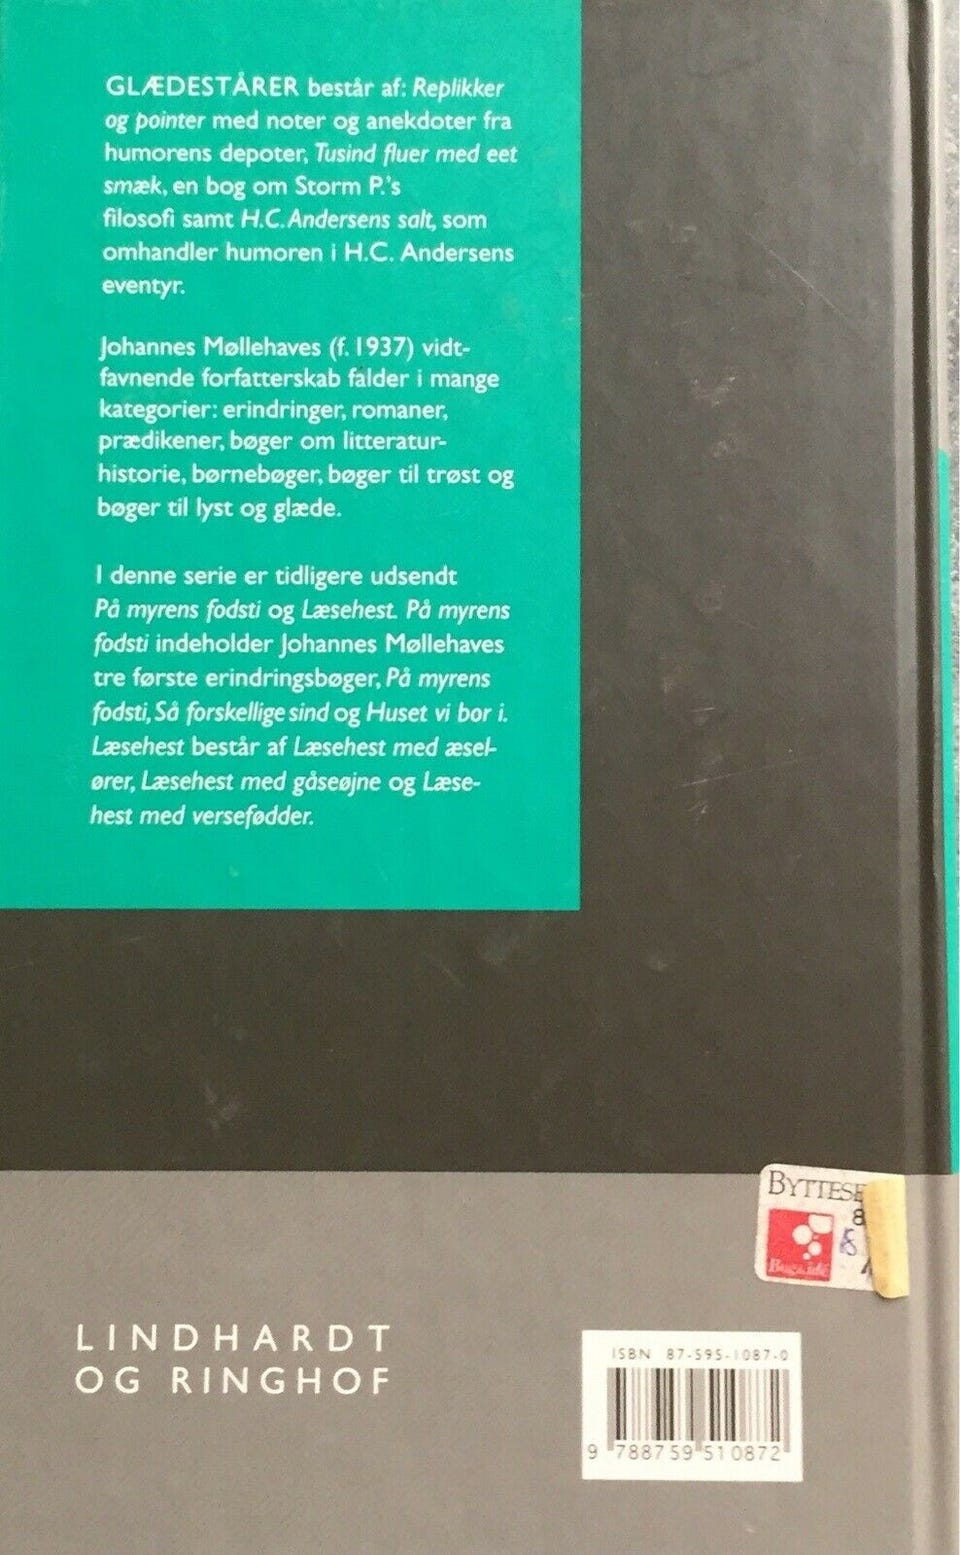 GLÆDESTÅRER består af: Replikker
og pointer med noter og anekdoter fra
humorens depoter, Tusind fluer med eet
smæk, en bog om Storm P.'s
filosofi samt H.C. Andersens salt, som
omhandler humoren i H.C. Andersens
eventyr.
Johannes Møllehaves (f. 1937) vidt-
favnende forfatterskab falder i mange
kategorier: erindringer, romaner,
prædikener, bøger om litteratur-
historie, børnebøger, bøger til trøst og
bøger til lyst og glæde.
I denne serie er tidligere udsendt
På myrens fodsti og Læsehest. På myrens
fodsti indeholder Johannes Møllehaves
tre første erindringsbøger, På myrens
fodsti, Så forskellige sind og Huset vi bor i.
Læsehest består af Læsehest med æsel-
ører, Læsehest med gåseøjne og Læse-
hest med versefødder.
BYTTESE
8
LINDHARDT
OG RINGHOF
ISBN 87-595-1087-0
9 788759 510872